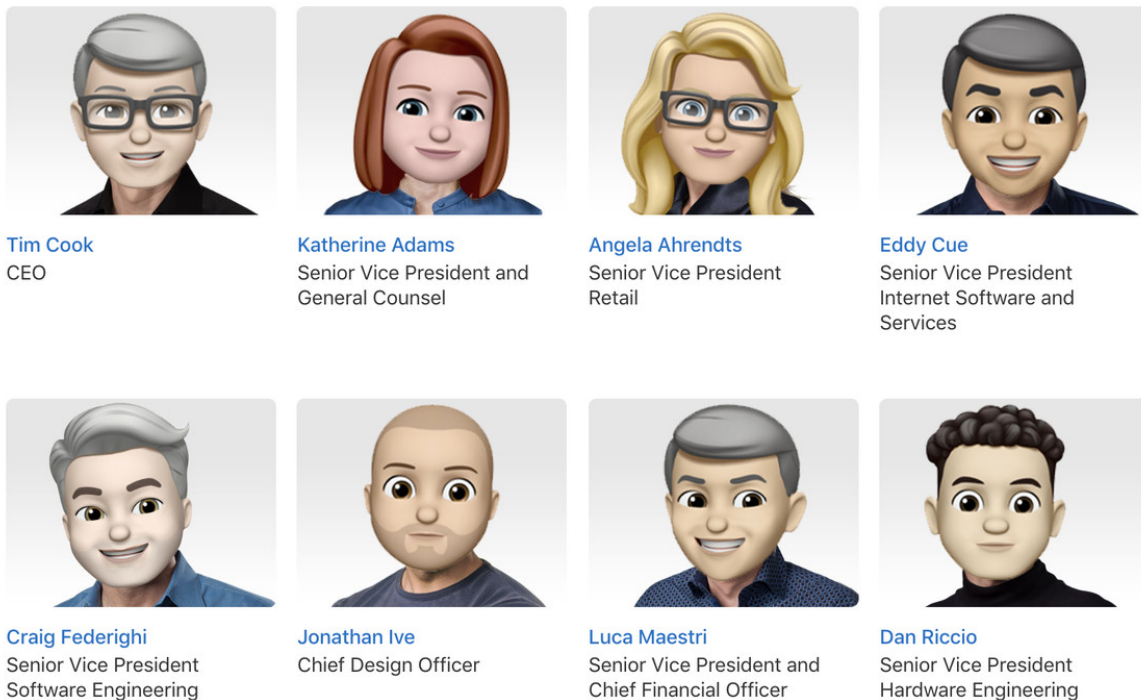 Tim Cook
CEO
Katherine Adams
Senior Vice President and
General Counsel
Angela Ahrendts
Senior Vice President
Retail
Eddy Cue
Senior Vice President
Internet Software and
Services
Craig Federighi
Senior Vice President
Software Engineering
Jonathan Ive
Chief Design Officer
Luca Maestri
Senior Vice President and
Chief Financial Officer
Dan Riccio
Senior Vice President
Hardware Engineering